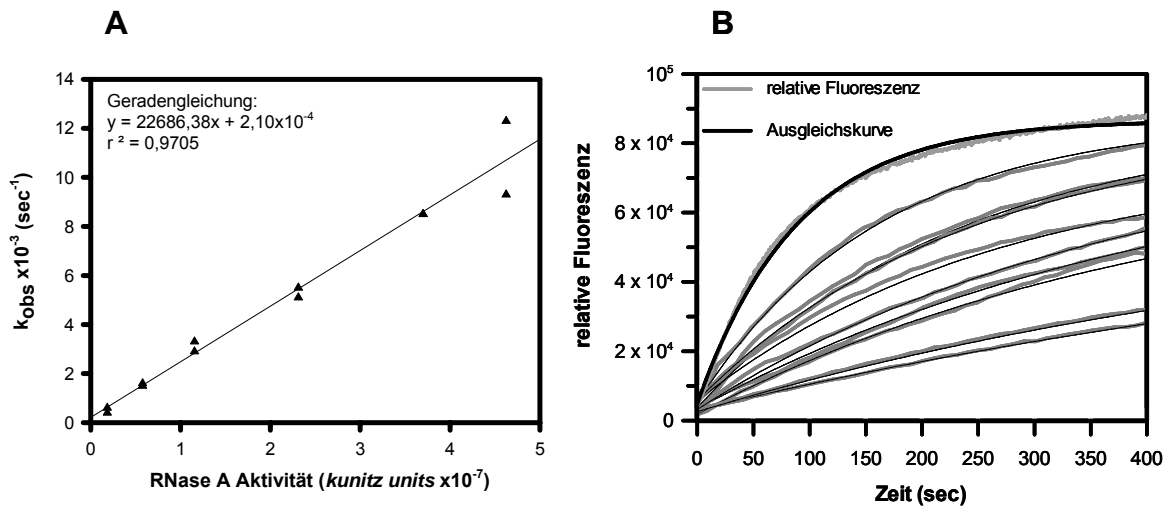 A
14
12
10
8
6
4
2
0
Geradengleichung:
y = 22686,38x + 2,10x10⁻⁴
r ² = 0,9705
kobs x10⁻³ (sec⁻¹)
0 1 2 3 4 5
RNase A Aktivität (kunitz units x10⁻⁷)
B
10⁵
8 x 10⁴
6 x 10⁴
4 x 10⁴
2 x 10⁴
0
relative Fluoreszenz
Ausgleichskurve
relative Fluoreszenz
0 50 100 150 200 250 300 350 400
Zeit (sec)